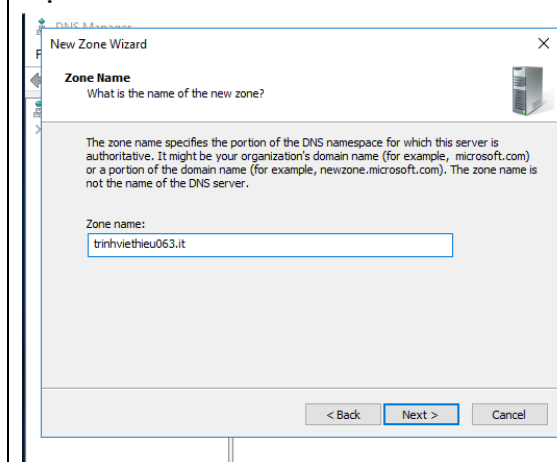 DNS Manager
New Zone Wizard
Zone Name
What is the name of the new zone?
The zone name specifies the portion of the DNS namespace for which this server is
authoritative. It might be your organization's domain name (for example, microsoft.com)
or a portion of the domain name (for example, newzone.microsoft.com). The zone name is
not the name of the DNS server.
Zone name:
trinhviethieu063.it
< Back
Next >
Cancel